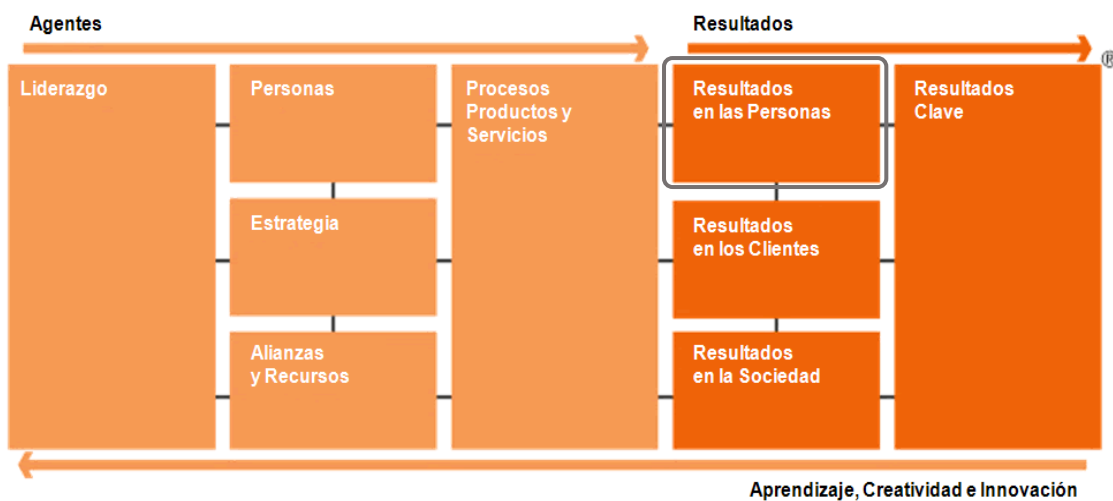 Agentes
Resultados
®
Liderazgo
Personas
Procesos
Productos y
Servicios
Resultados
en las Personas
Resultados
Clave
Estrategia
Resultados
en los Clientes
Alianzas
y Recursos
Resultados
en la Sociedad
Aprendizaje, Creatividad e Innovación